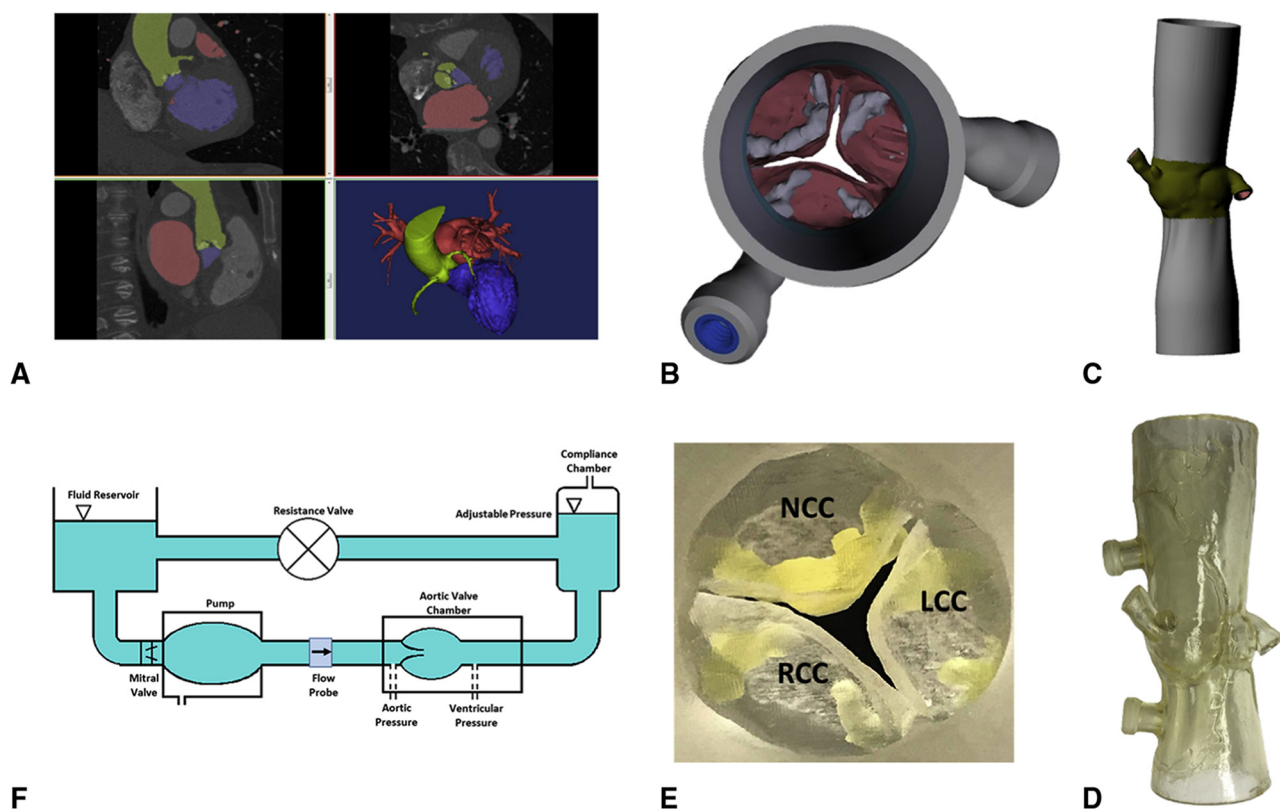 A
B
C
Fluid Reservoir
Resistance Valve
Adjustable Pressure
Compliance
Chamber
Pump
Aortic Valve
Chamber
Mitral
Valve
Flow
Probe
Aortic
Pressure
Ventricular
Pressure
F
NCC
LCC
RCC
E
D